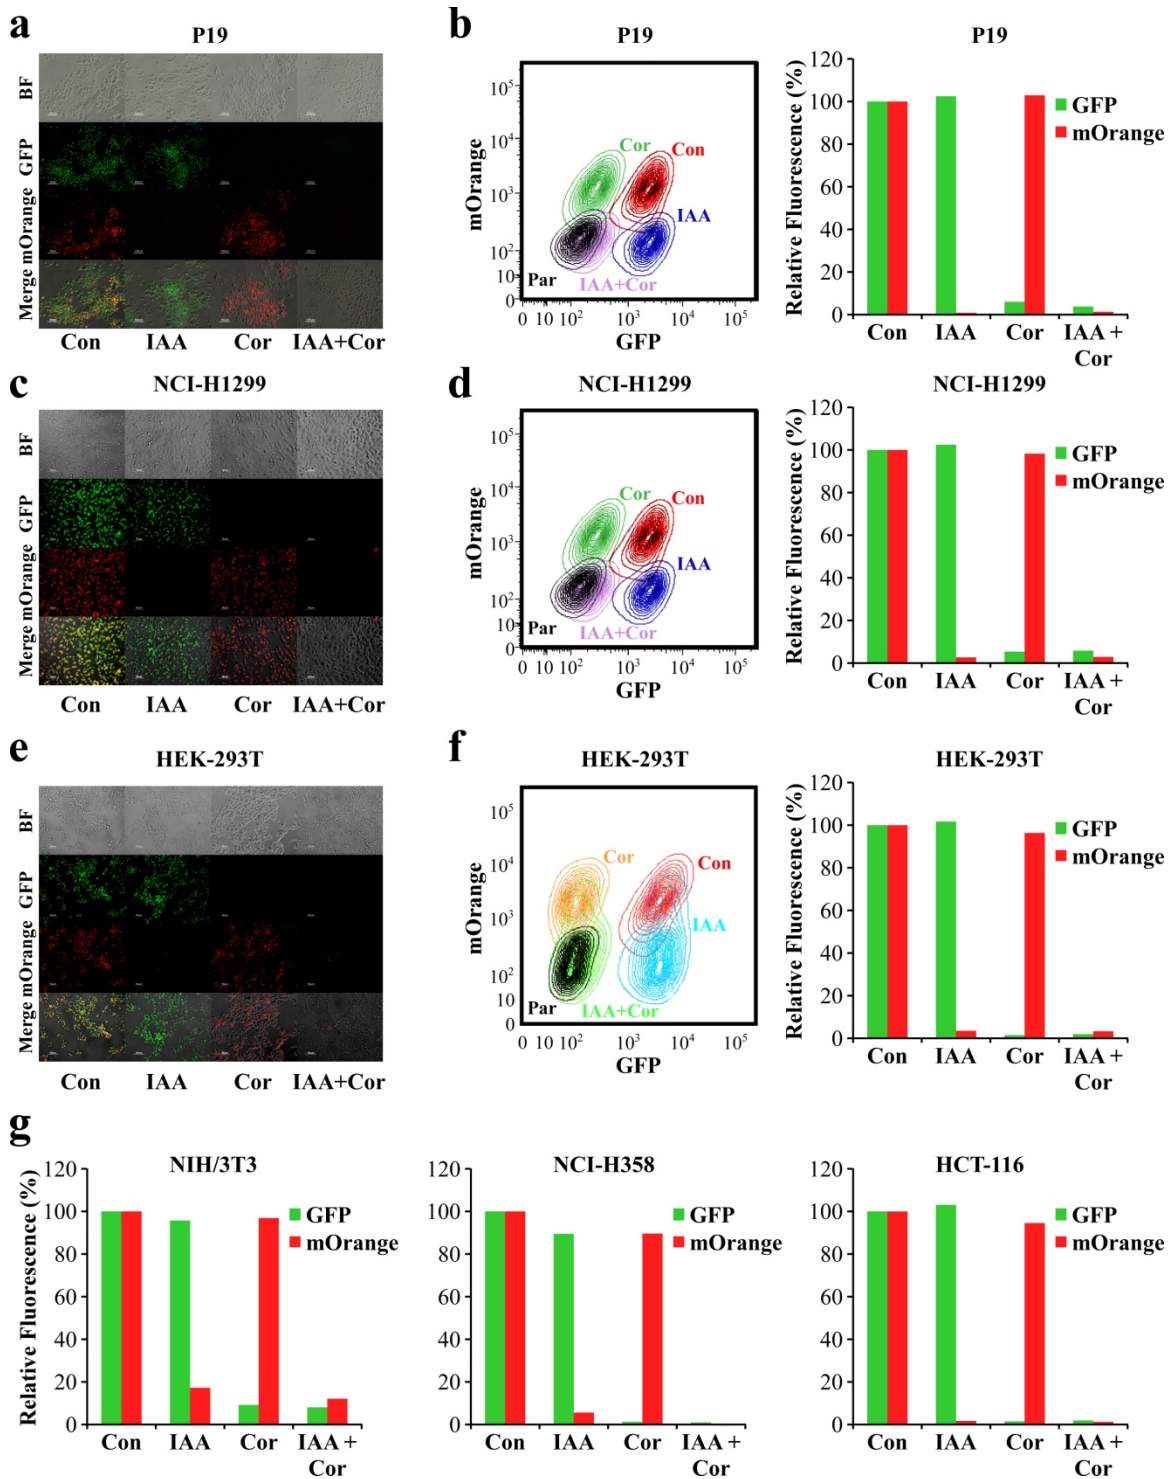 a
P19
BF
GFP
mOrange
Merge
Con IAA Cor IAA+Cor
b
P19
mOrange
10⁵
10⁴
10³
10²
10
0
Cor
Con
IAA
Par
IAA+Cor
0 10 10² 10³ 10⁴ 10⁵
GFP
P19
Relative Fluorescence (%)
120
100
80
60
40
20
0
GFP
mOrange
Con IAA Cor IAA +
Cor
c
NCI-H1299
BF
GFP
mOrange
Merge
Con IAA Cor IAA+Cor
d
NCI-H1299
mOrange
10⁵
10⁴
10³
10²
10
0
Cor
Con
IAA
Par
IAA+Cor
0 10 10² 10³ 10⁴ 10⁵
GFP
NCI-H1299
Relative Fluorescence (%)
120
100
80
60
40
20
0
GFP
mOrange
Con IAA Cor IAA +
Cor
e
HEK-293T
BF
GFP
mOrange
Merge
Con IAA Cor IAA+Cor
f
HEK-293T
mOrange
10⁵
10⁴
10³
10²
10
0
Cor
Con
IAA
Par
IAA+Cor
0 10 10² 10³ 10⁴ 10⁵
GFP
HEK-293T
Relative Fluorescence (%)
120
100
80
60
40
20
0
GFP
mOrange
Con IAA Cor IAA +
Cor
g
NIH/3T3
Relative Fluorescence (%)
120
100
80
60
40
20
0
GFP
mOrange
Con IAA Cor IAA +
Cor
NCI-H358
120
100
80
60
40
20
0
GFP
mOrange
Con IAA Cor IAA +
Cor
HCT-116
120
100
80
60
40
20
0
GFP
mOrange
Con IAA Cor IAA +
Cor